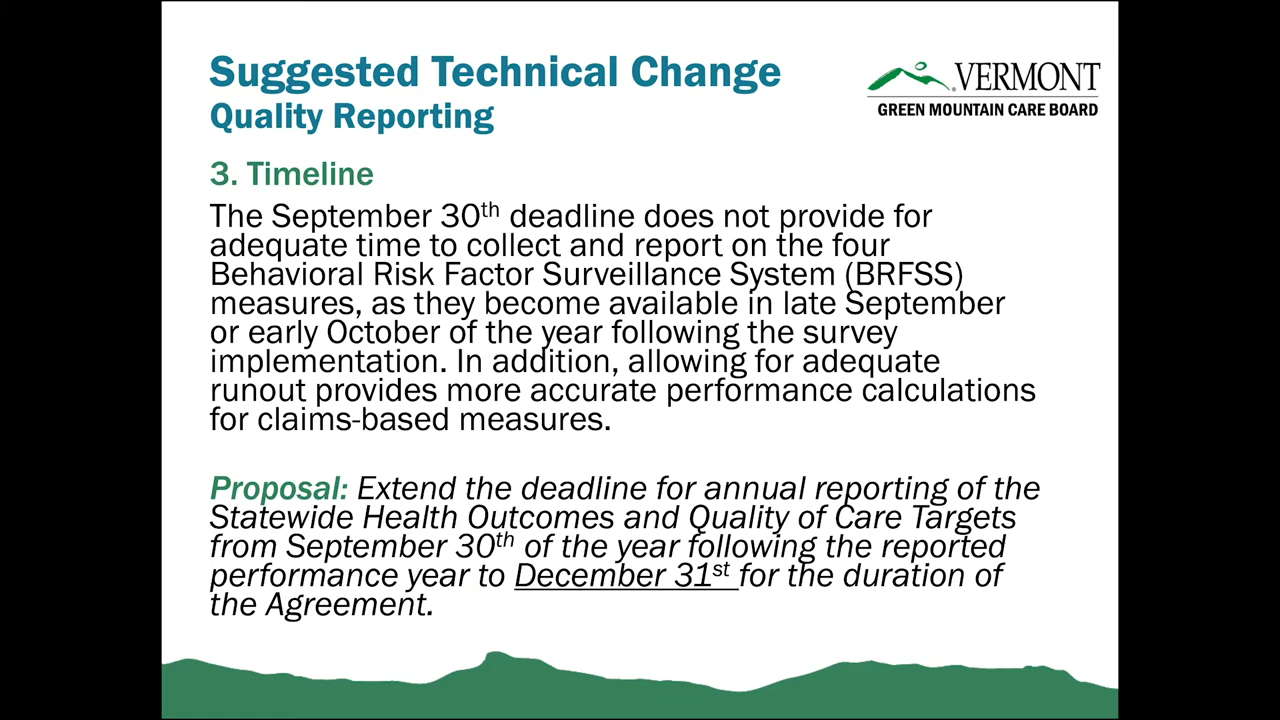 Suggested Technical Change
Quality Reporting
VERMONT
GREEN MOUNTAIN CARE BOARD
3. Timeline
The September 30th deadline does not provide for
adequate time to collect and report on the four
Behavioral Risk Factor Surveillance System (BRFSS)
measures, as they become available in late September
or early October of the year following the survey
implementation. In addition, allowing for adequate
runout provides more accurate performance calculations
for claims-based measures.
Proposal: Extend the deadline for annual reporting of the
Statewide Health Outcomes and Quality of Care Targets
from September 30th of the year following the reported
performance year to December 31st for the duration of
the Agreement.